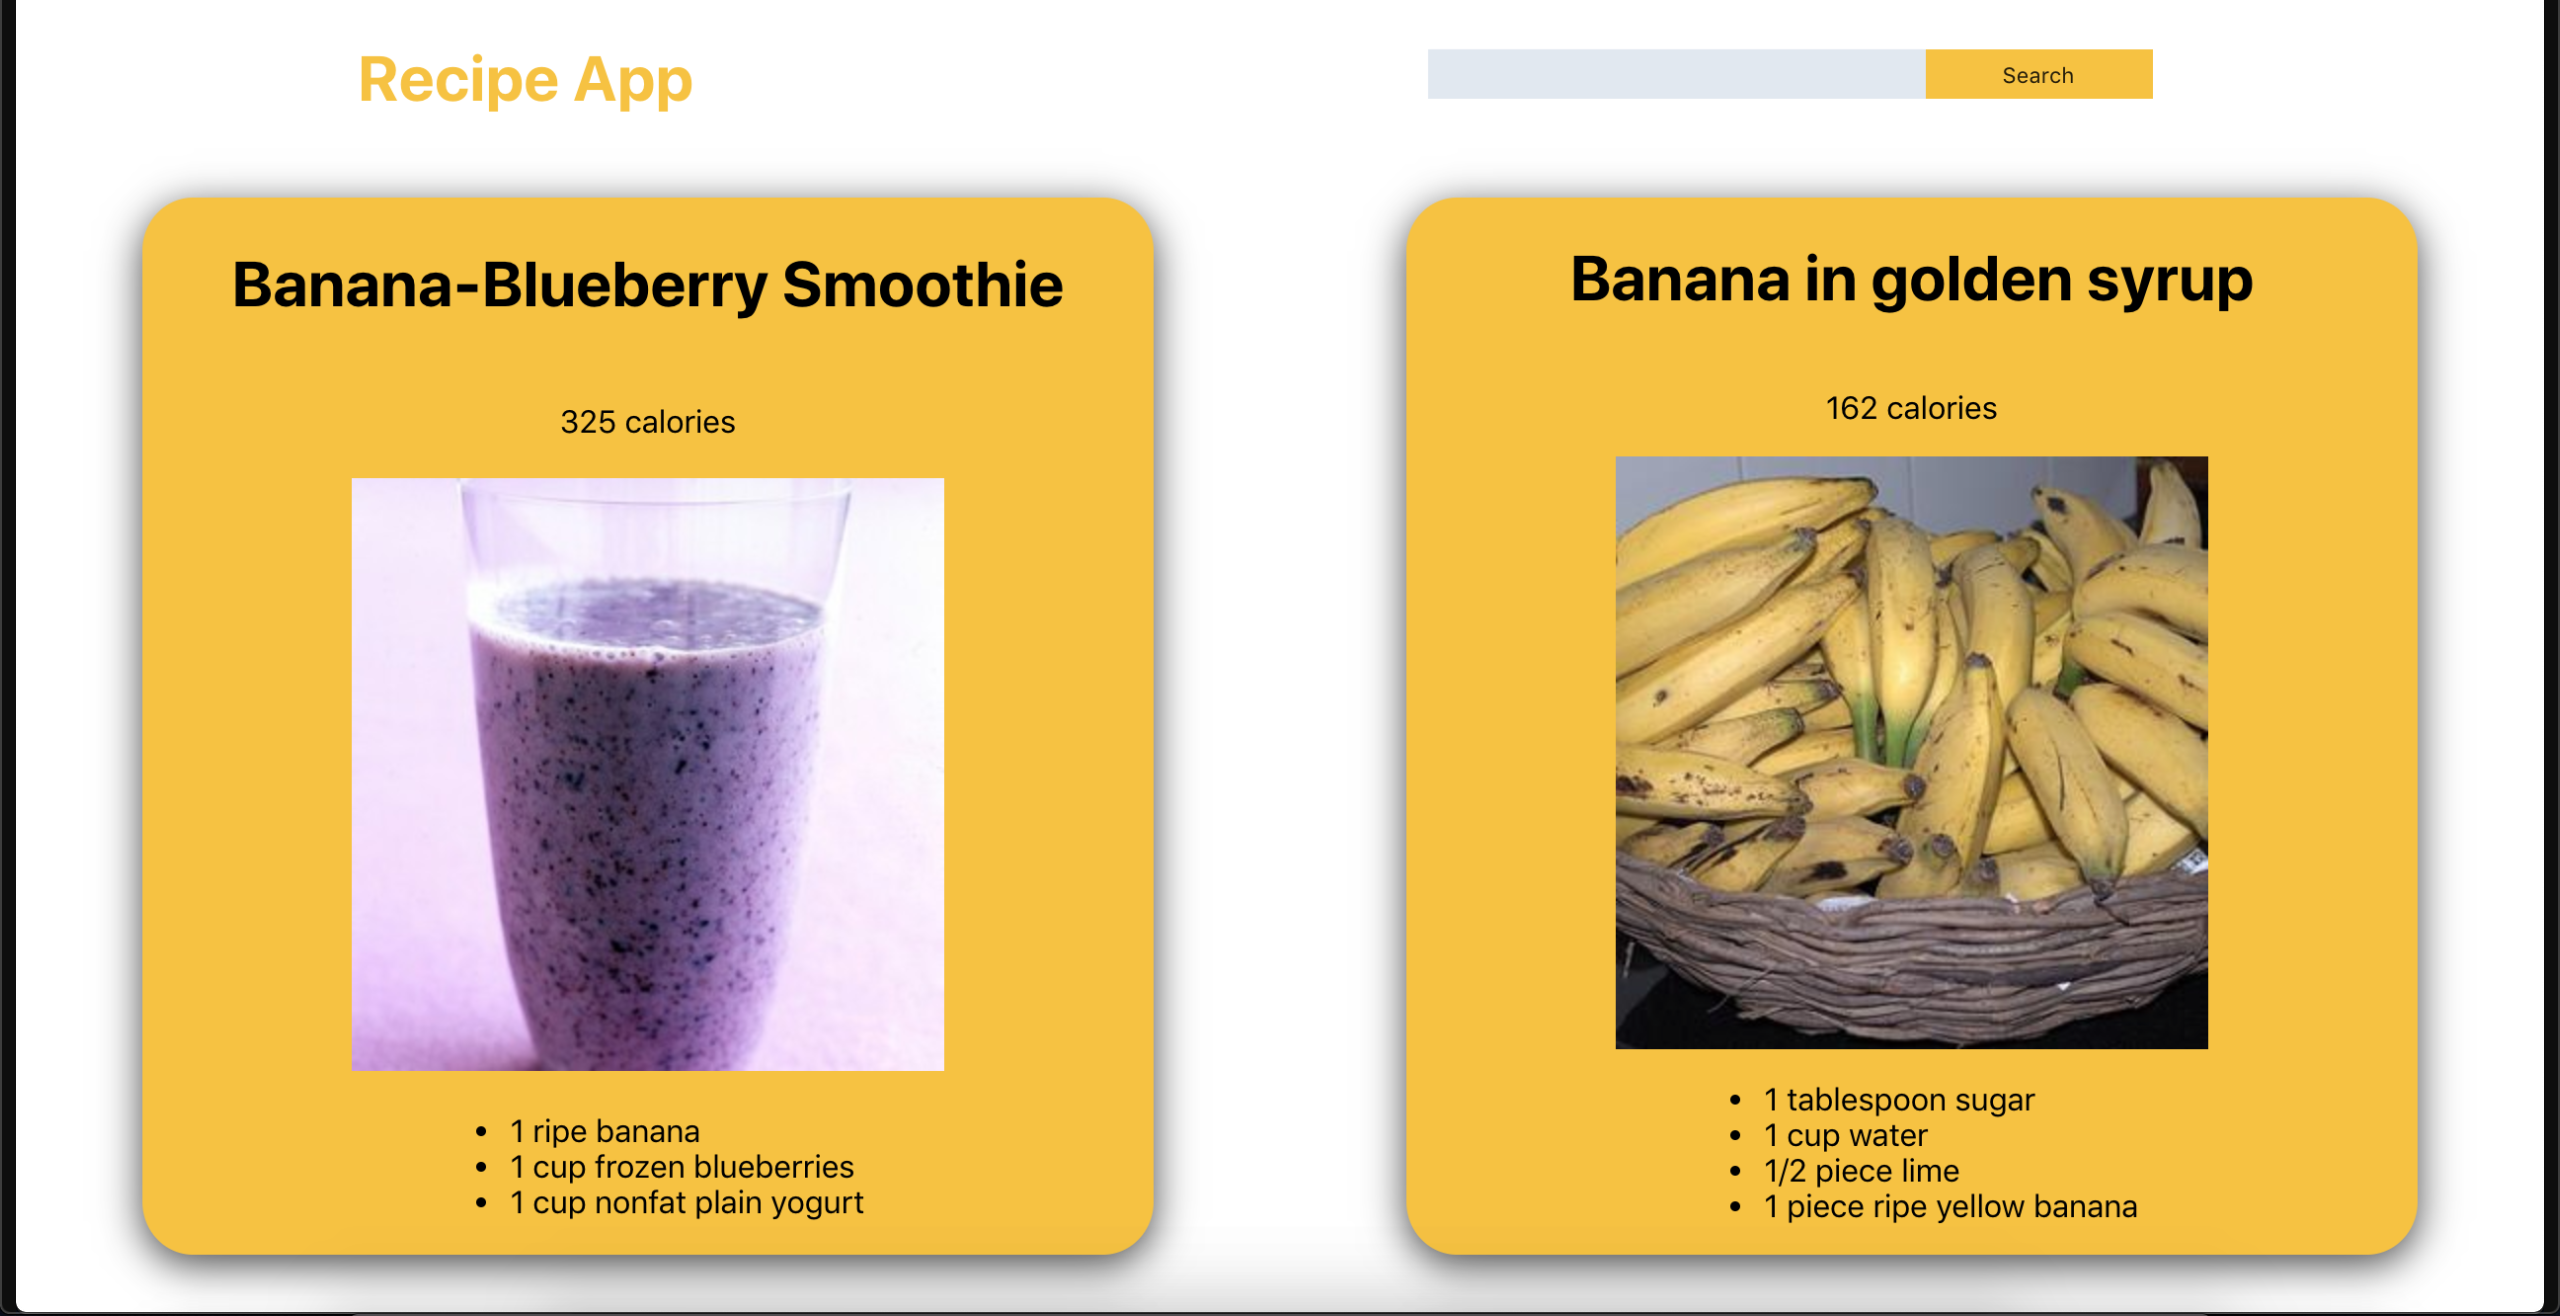 Recipe App
Search
Banana-Blueberry Smoothie
325 calories
1 ripe banana
1 cup frozen blueberries
1 cup nonfat plain yogurt
Banana in golden syrup
162 calories
1 tablespoon sugar
1 cup water
1/2 piece lime
1 piece ripe yellow banana